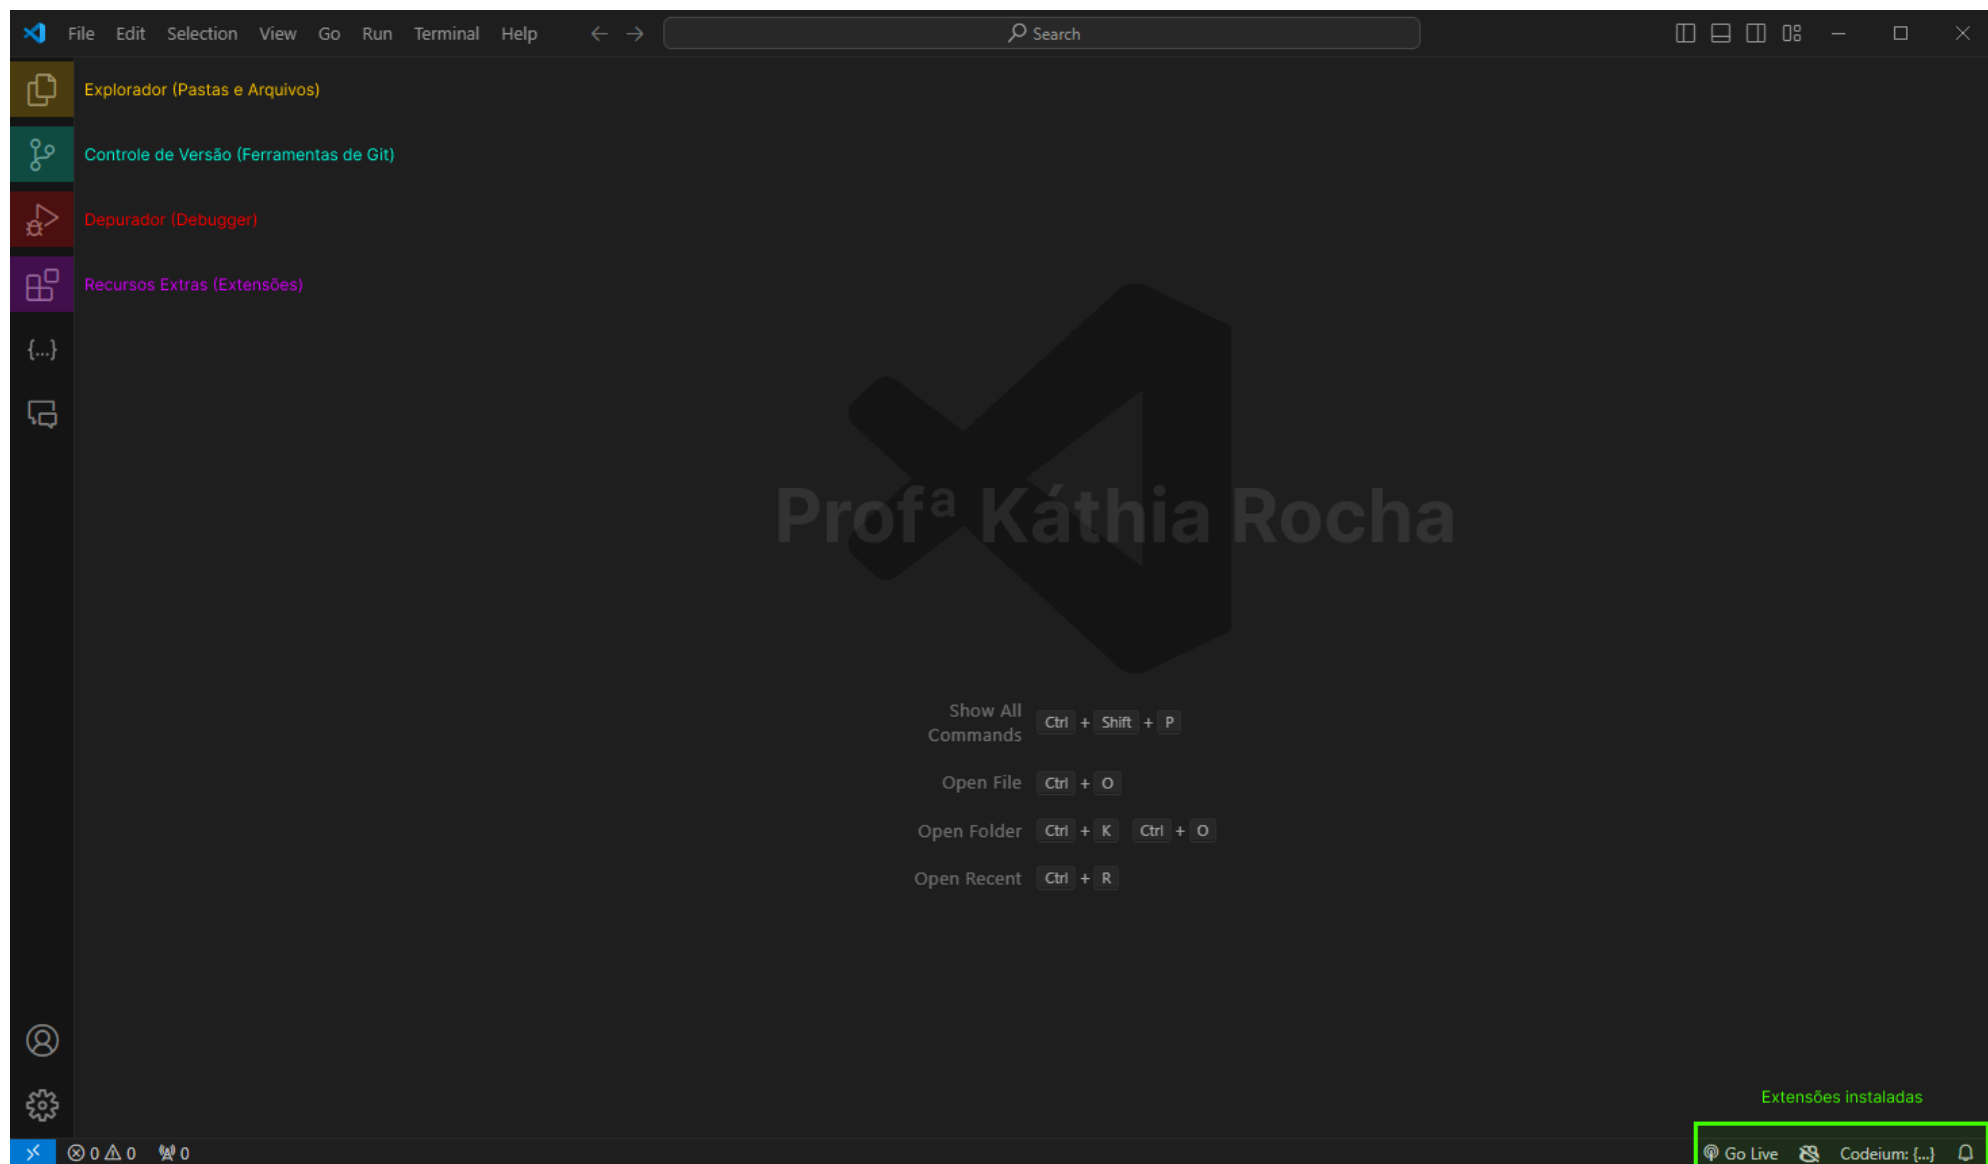 File Edit Selection View Go Run Terminal Help Search
Explorador (Pastas e Arquivos)
Controle de Versão (Ferramentas de Git)
Depurador (Debugger)
Recursos Extras (Extensões)
{...}
Profª Káthia Rocha
Show All
Commands Ctrl + Shift + P
Open File Ctrl + O
Open Folder Ctrl + K Ctrl + O
Open Recent Ctrl + R
Extensões instaladas
0 0 0 Go Live Codeium: {...}